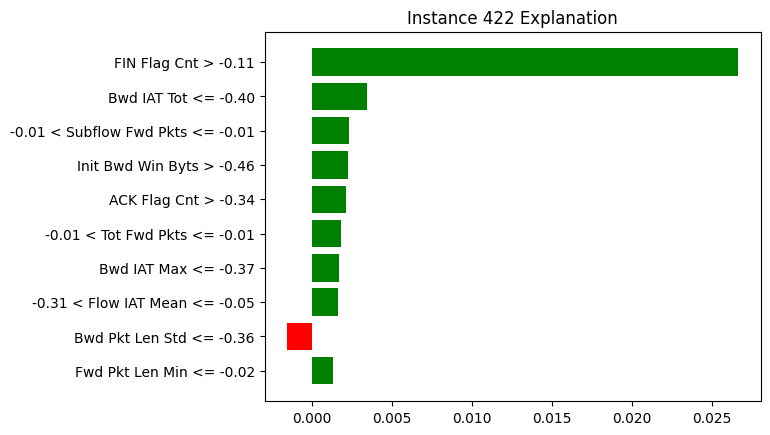 Instance 422 Explanation
FIN Flag Cnt > -0.11
Bwd IAT Tot <= -0.40
-0.01 < Subflow Fwd Pkts <= -0.01
Init Bwd Win Byts > -0.46
ACK Flag Cnt > -0.34
-0.01 < Tot Fwd Pkts <= -0.01
Bwd IAT Max <= -0.37
-0.31 < Flow IAT Mean <= -0.05
Bwd Pkt Len Std <= -0.36
Fwd Pkt Len Min <= -0.02
0.000 0.005 0.010 0.015 0.020 0.025